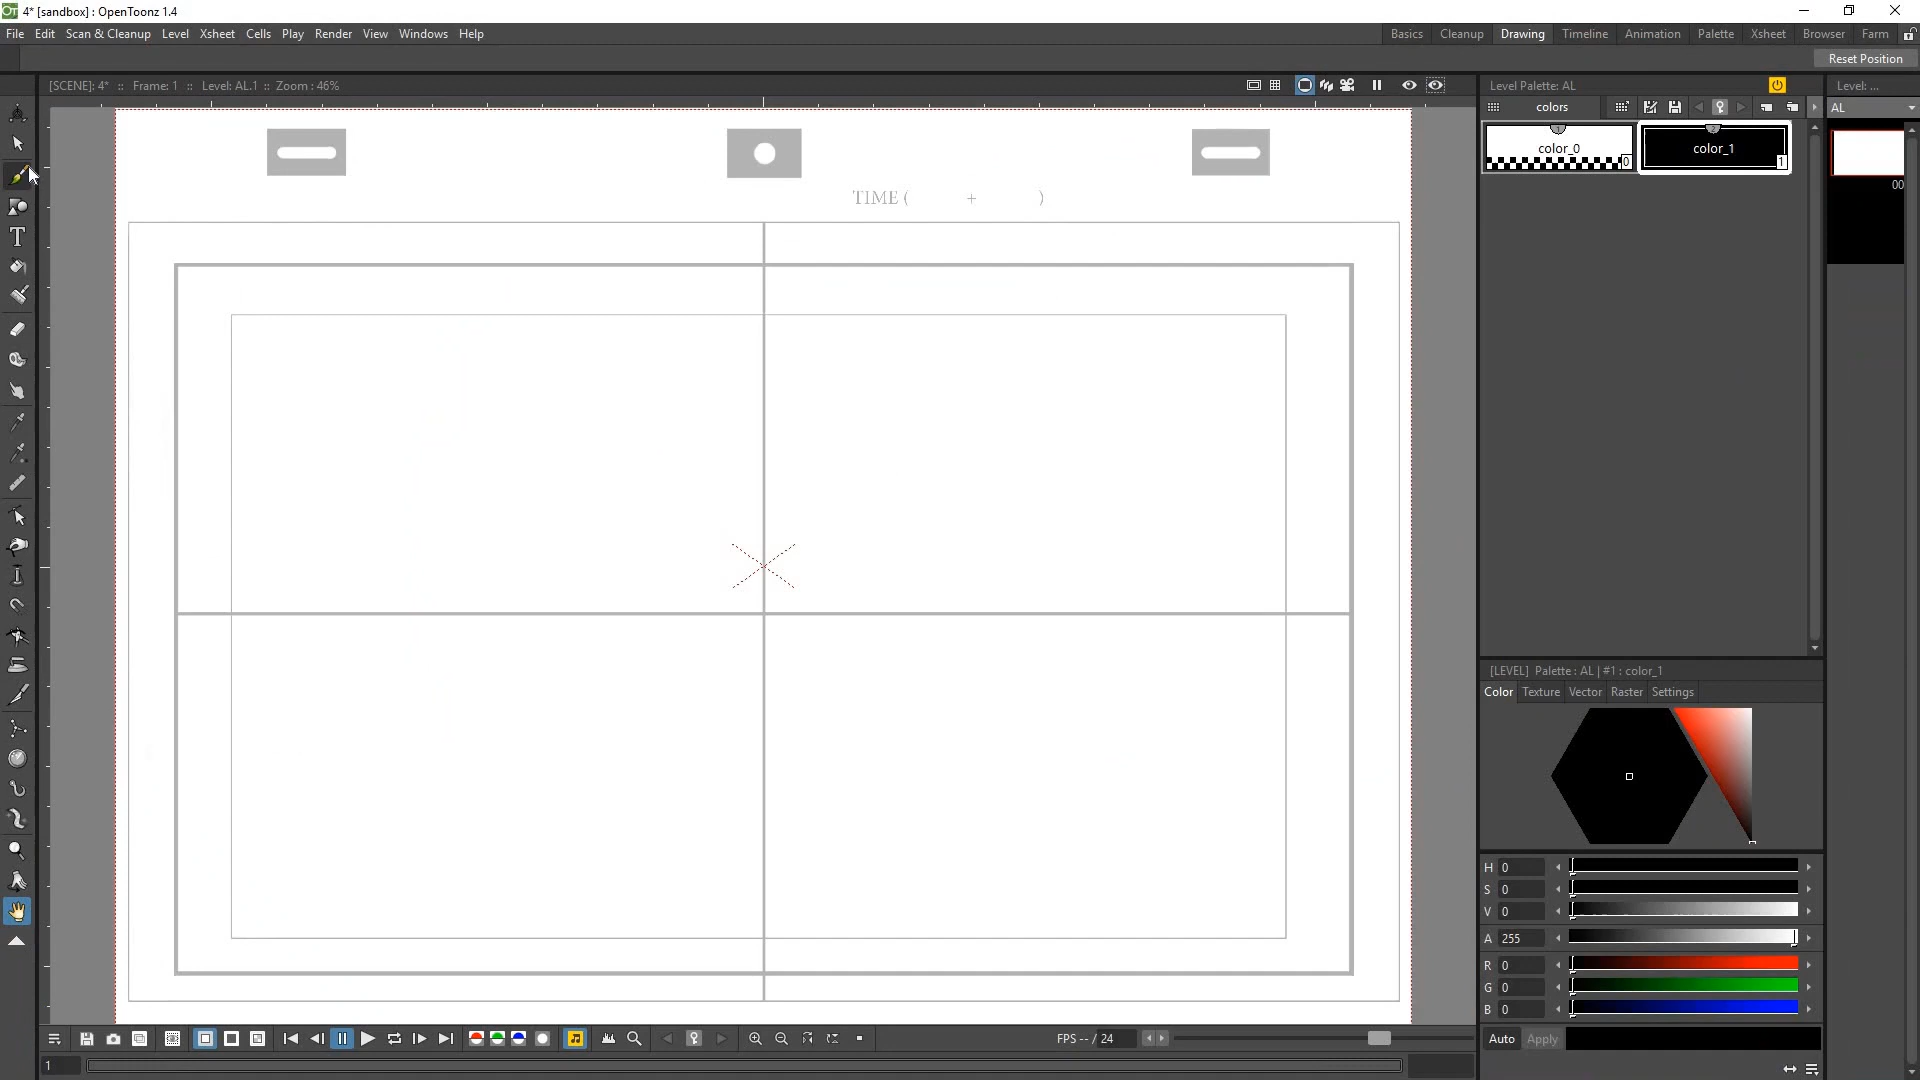 4* [sandbox] : OpenToonz 1.4
File Edit Scan & Cleanup Level Xsheet Cells Play Render View Windows Help
Basics Cleanup Drawing Timeline Animation Palette Xsheet Browser Farm
Reset Position
[SCENE]: 4* :: Frame: 1 :: Level: AL.1 :: Zoom : 46%
Level Palette: AL
Level: ...
colors
AL
color_0
0
color_1
1
00
TIME ( + )
[LEVEL] Palette : AL | #1 : color_1
Color Texture Vector Raster Settings
H 0
S 0
V 0
A 255
R 0
G 0
B 0
Auto Apply
FPS -- / 24
1